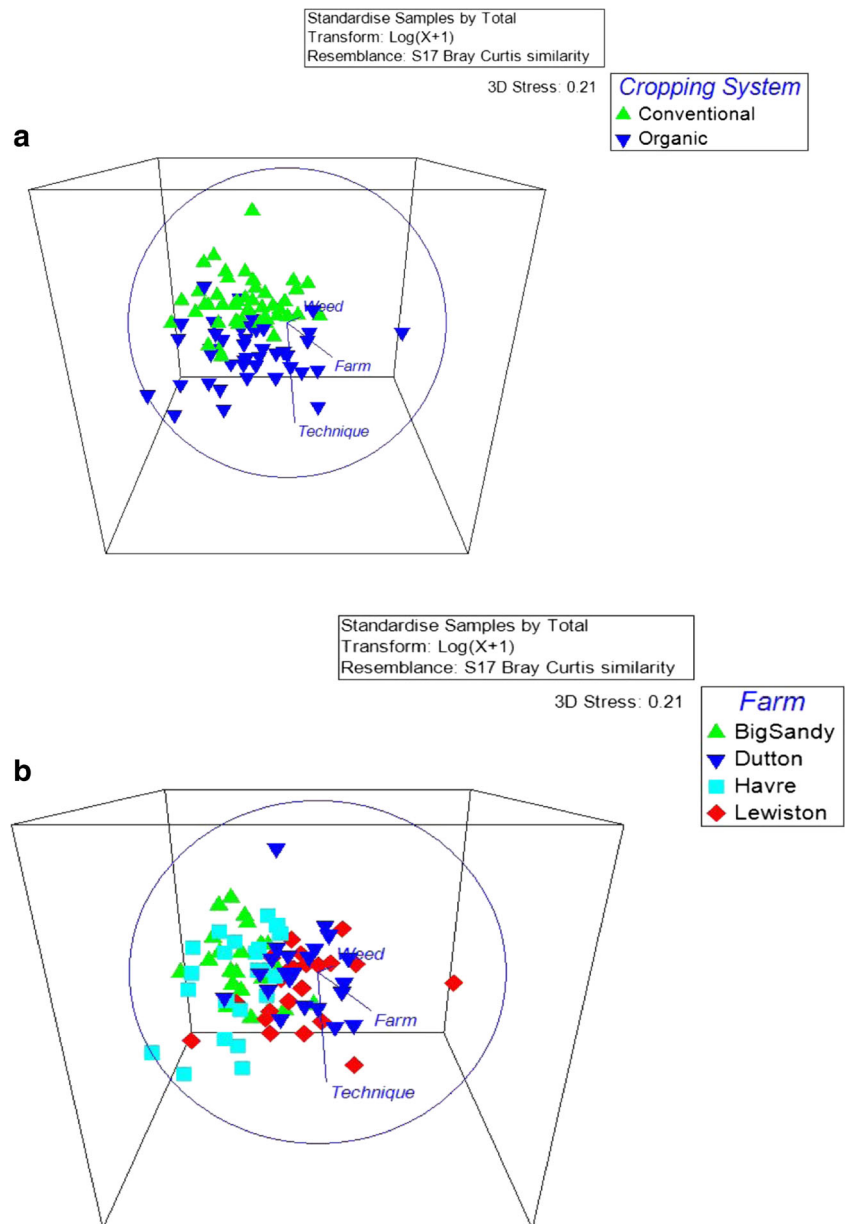 Standardise Samples by Total
Transform: Log(X+1)
Resemblance: S17 Bray Curtis similarity
3D Stress: 0.21
Cropping System
Conventional
Organic
a
Weed
Farm
Technique
Standardise Samples by Total
Transform: Log(X+1)
Resemblance: S17 Bray Curtis similarity
3D Stress: 0.21
Farm
BigSandy
Dutton
Havre
Lewiston
b
Weed
Farm
Technique